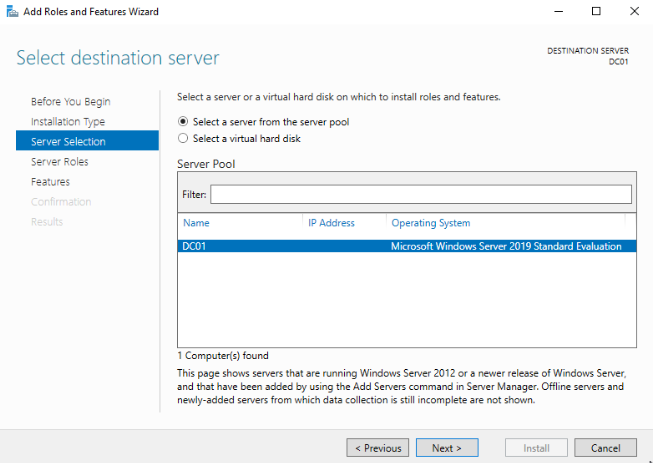 Add Roles and Features Wizard
Select destination server
DESTINATION SERVER
DC01
Before You Begin
Installation Type
Server Selection
Server Roles
Features
Confirmation
Results
Select a server or a virtual hard disk on which to install roles and features.
Select a server from the server pool
Select a virtual hard disk
Server Pool
Filter:
Name IP Address Operating System
DC01 Microsoft Windows Server 2019 Standard Evaluation
1 Computer(s) found
This page shows servers that are running Windows Server 2012 or a newer release of Windows Server,
and that have been added by using the Add Servers command in Server Manager. Offline servers and
newly-added servers from which data collection is still incomplete are not shown.
< Previous Next > Install Cancel